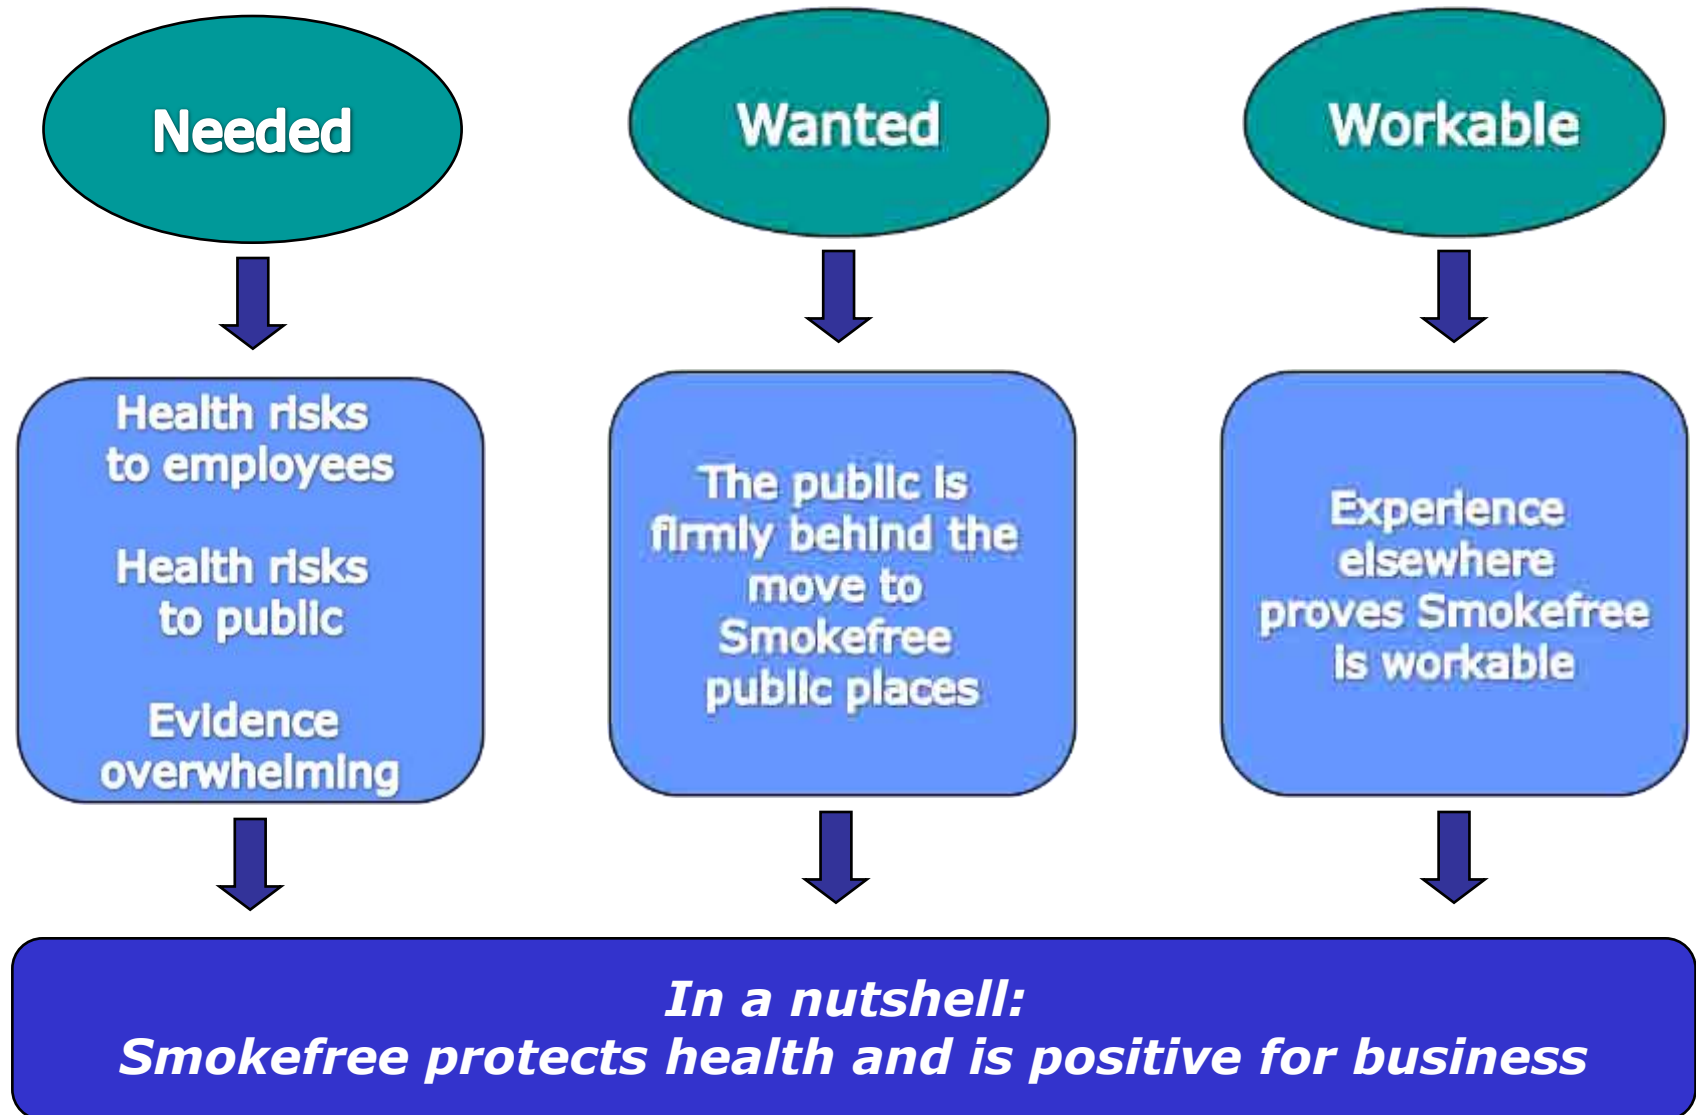 Needed
Wanted
Workable
Health risks
to employees
Health risks
to public
Evidence
overwhelming
The public is
firmly behind the
move to
Smokefree
public places
Experience
elsewhere
proves Smokefree
is workable
In a nutshell:
Smokefree protects health and is positive for business